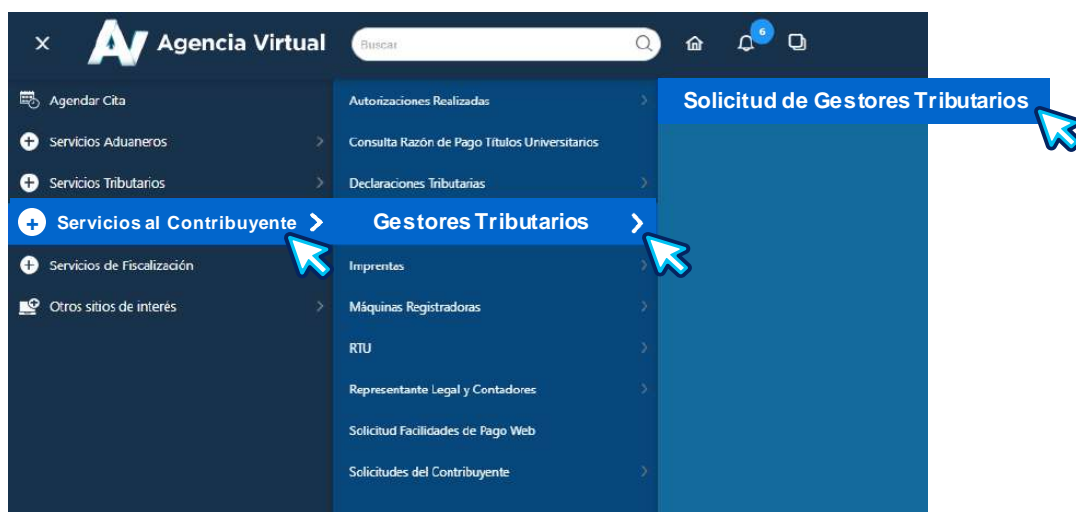 AV Agencia Virtual
Buscar
6
Agendar Cita
Servicios Aduaneros
Servicios Tributarios
Servicios al Contribuyente
Servicios de Fiscalización
Otros sitios de interés
Autorizaciones Realizadas
Consulta Razón de Pago Títulos Universitarios
Declaraciones Tributarias
Gestores Tributarios
Imprentas
Máquinas Registradoras
RTU
Representante Legal y Contadores
Solicitud Facilidades de Pago Web
Solicitudes del Contribuyente
Solicitud de Gestores Tributarios